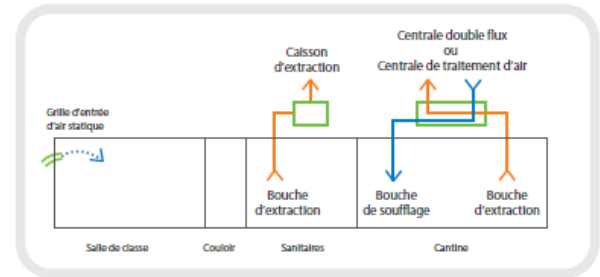 Centrale double flux
ou
Centrale de traitement d'air
Caisson
d'extraction
Grille d'entrée
d'air statique
Bouche
d'extraction
Bouche
de soufflage
Bouche
d'extraction
Salle de classe
Couloir
Sanitaires
Cantine